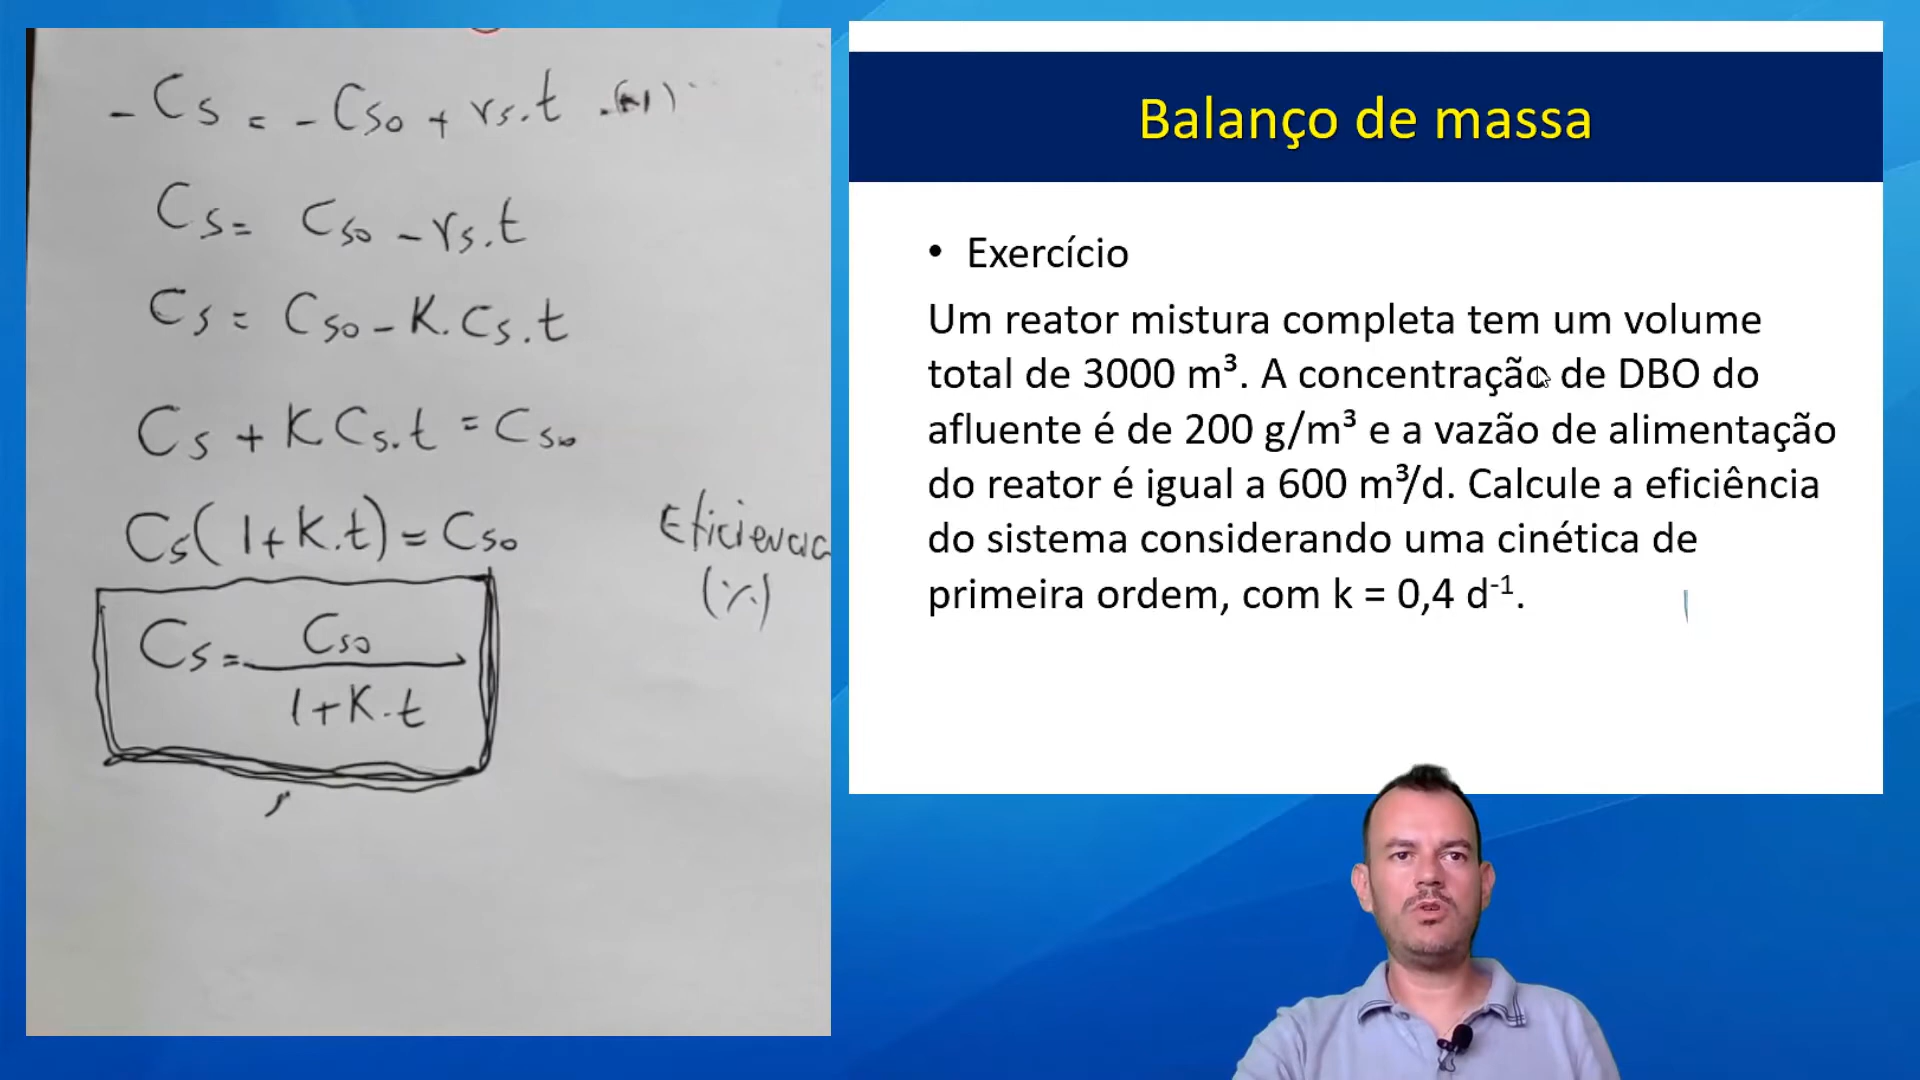 - Cs = - Cso + rs.t .(-1)
Cs = Cso - rs.t
Cs = Cso - K.Cs.t
Cs + K Cs.t = Cso
Cs(1+K.t) = Cso
Eficiencia
(%)
Cs = Cso
1+K.t
Balanço de massa
• Exercício
Um reator mistura completa tem um volume
total de 3000 m³. A concentração de DBO do
afluente é de 200 g/m³ e a vazão de alimentação
do reator é igual a 600 m³/d. Calcule a eficiência
do sistema considerando uma cinética de
primeira ordem, com k = 0,4 d⁻¹.